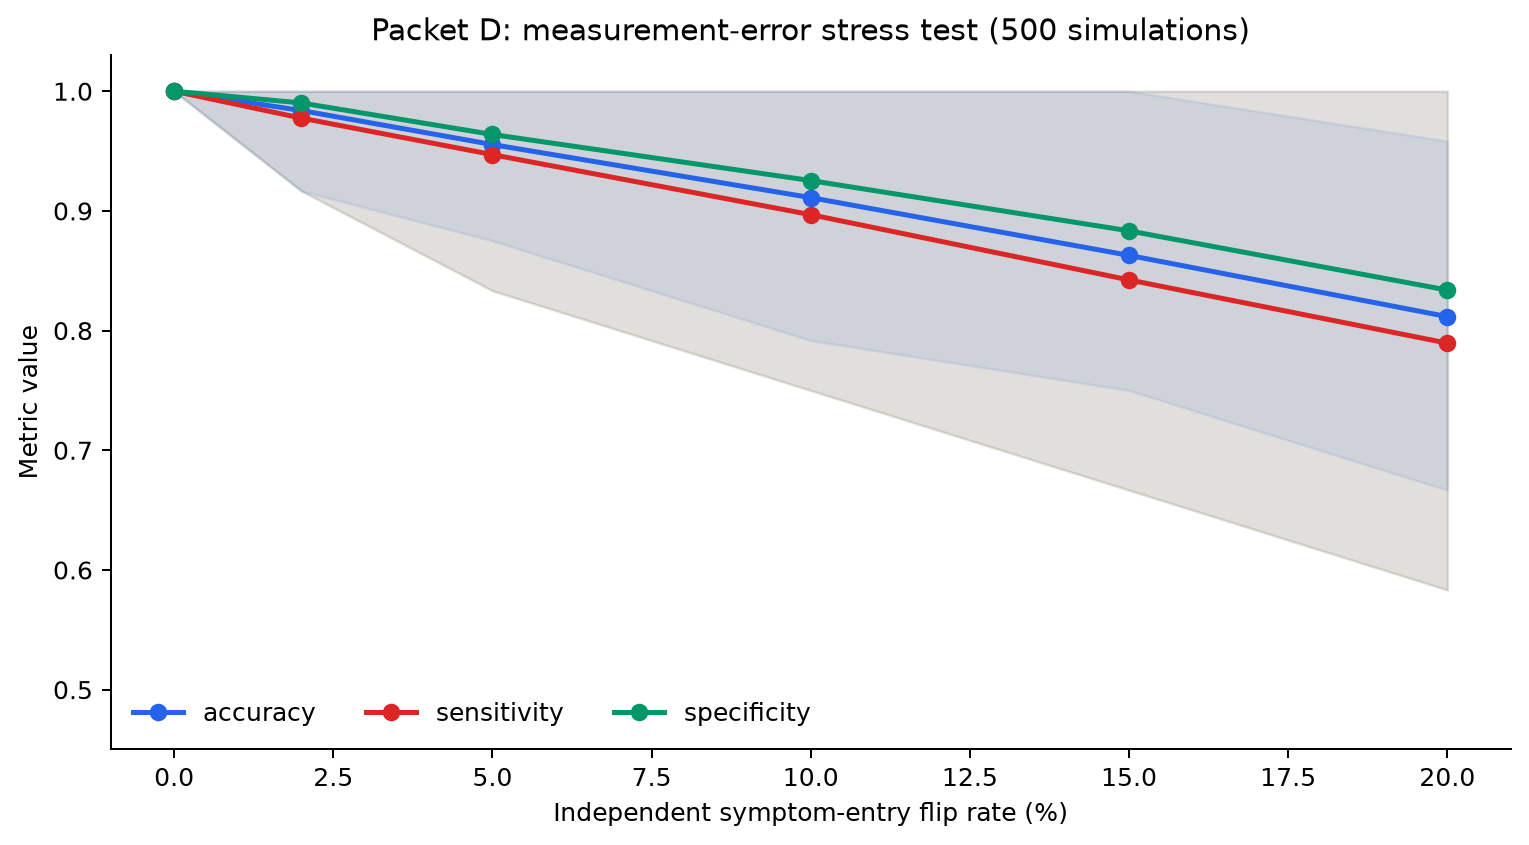 Packet D: measurement-error stress test (500 simulations)
Metric value
1.0
0.9
0.8
0.7
0.6
0.5
accuracy sensitivity specificity
0.0 2.5 5.0 7.5 10.0 12.5 15.0 17.5 20.0
Independent symptom-entry flip rate (%)